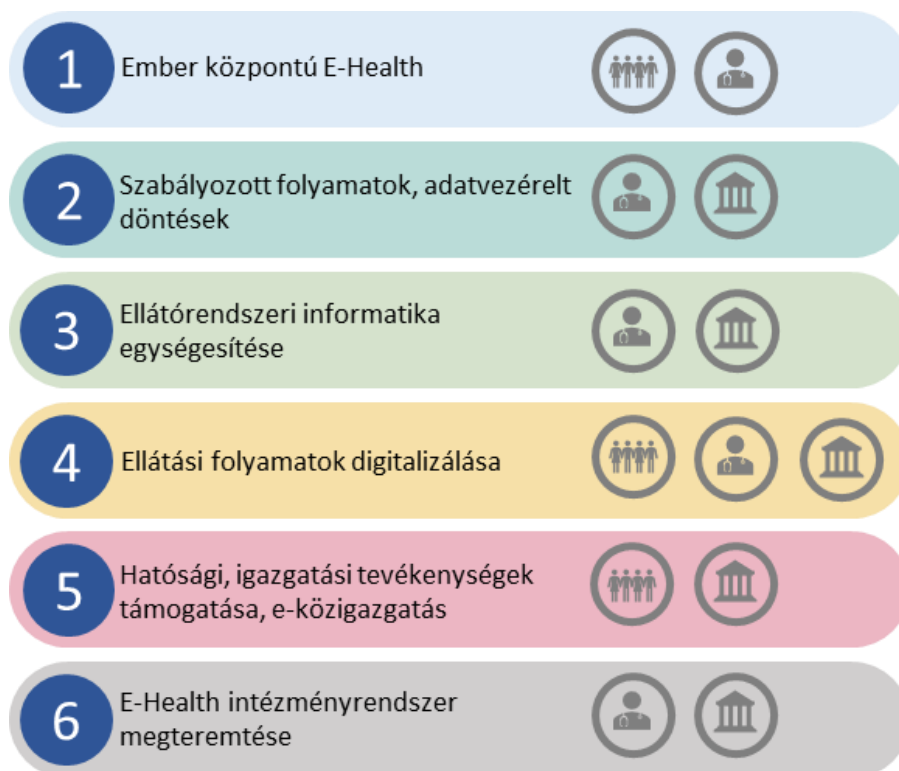 1
Ember központú E-Health
2
Szabályozott folyamatok, adatvezérelt
döntések
3
Ellátórendszeri informatika
egységesítése
4
Ellátási folyamatok digitalizálása
5
Hatósági, igazgatási tevékenységek
támogatása, e-közigazgatás
6
E-Health intézményrendszer
megteremtése